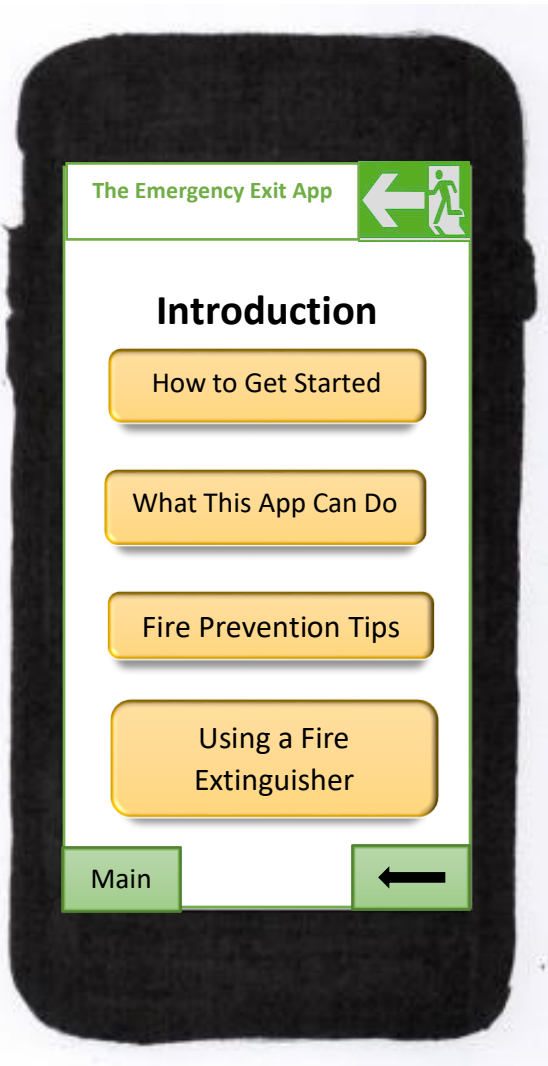 The Emergency Exit App
Introduction
How to Get Started
What This App Can Do
Fire Prevention Tips
Using a Fire
Extinguisher
Main